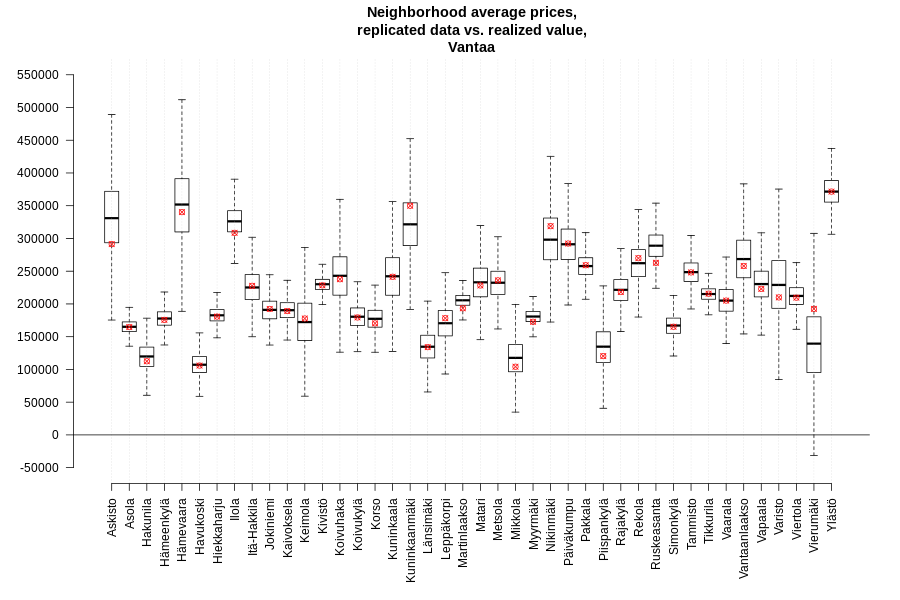 Neighborhood average prices,
replicated data vs. realized value,
Vantaa
550000
500000
450000
400000
350000
300000
250000
200000
150000
100000
50000
0
-50000
Askisto
Asola
Hakunila
Hämeenkylä
Hämevaara
Havukoski
Hiekkaharju
Ilola
Itä-Hakkila
Jokiniemi
Kaivoksela
Keimola
Kivistö
Koivuhaka
Koivukylä
Korso
Kuninkaala
Kuninkaanmäki
Länsimäki
Leppäkorpi
Martinlaakso
Matari
Metsola
Mikkola
Myyrmäki
Nikinmäki
Päiväkumpu
Pakkala
Piispankylä
Rajakylä
Rekola
Ruskeasanta
Simonkylä
Tammisto
Tikkurila
Vaarala
Vantaanlaakso
Vapaala
Varisto
Viertola
Vierumäki
Ylästö